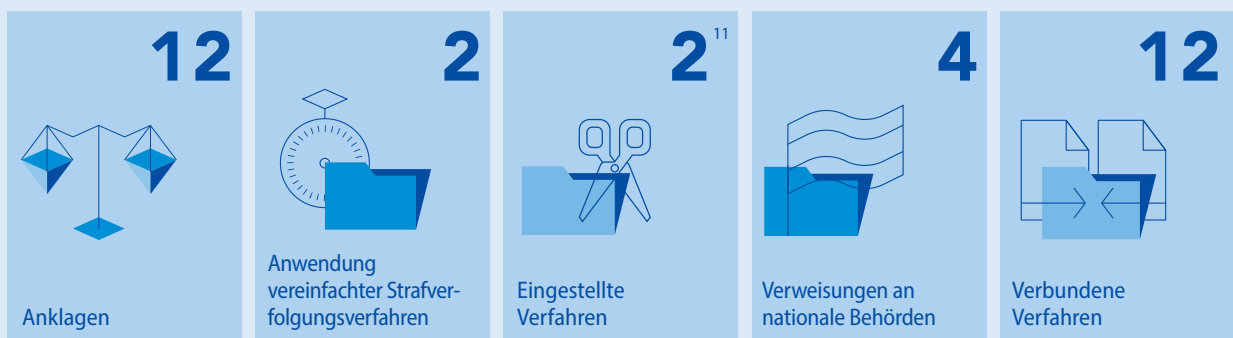 12
Anklagen
2
Anwendung
vereinfachter Strafver-
folgungsverfahren
2 11
Eingestellte
Verfahren
4
Verweisungen an
nationale Behörden
12
Verbundene
Verfahren